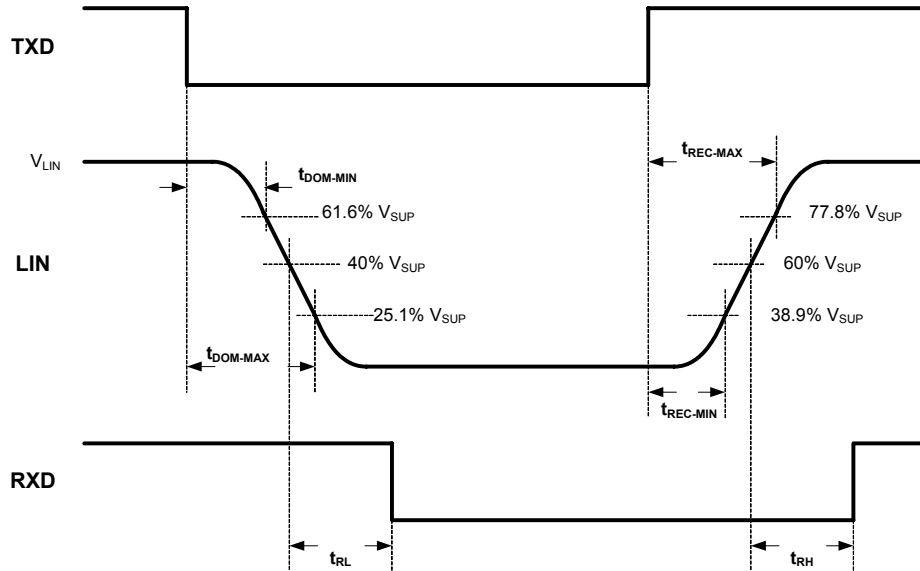 TXD
V_LIN
t_REC-MAX
t_DOM-MIN
61.6% V_SUP
77.8% V_SUP
LIN
40% V_SUP
60% V_SUP
25.1% V_SUP
38.9% V_SUP
t_DOM-MAX
t_REC-MIN
RXD
t_RL
t_RH